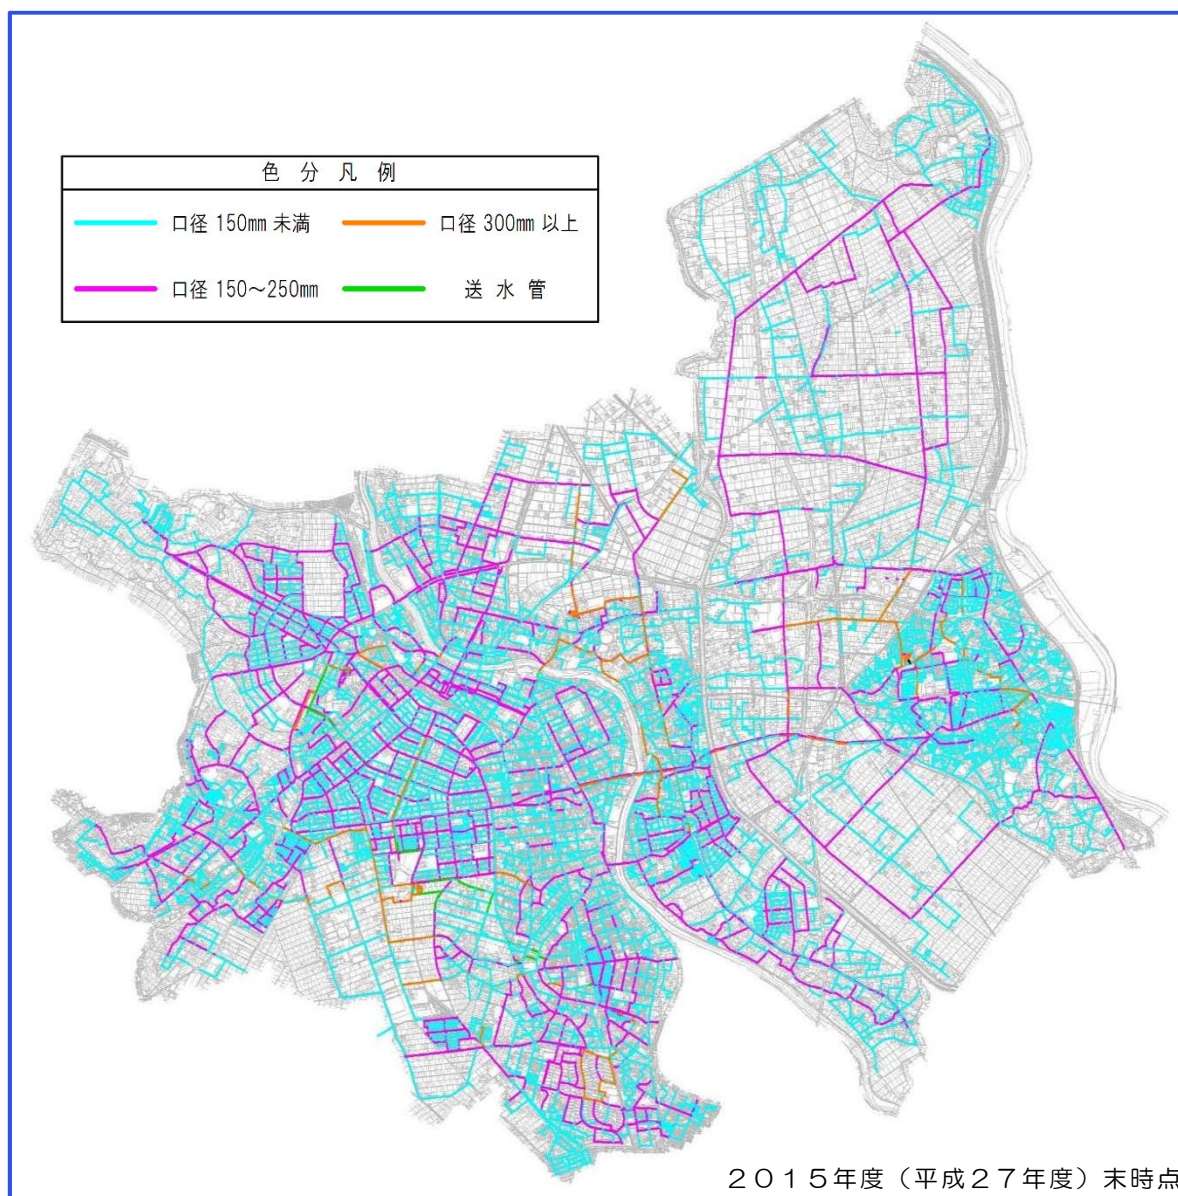 色分凡例
口径 150mm 未満
口径 300mm 以上
口径 150～250mm
送水管
２０１５年度（平成２７年度）末時点